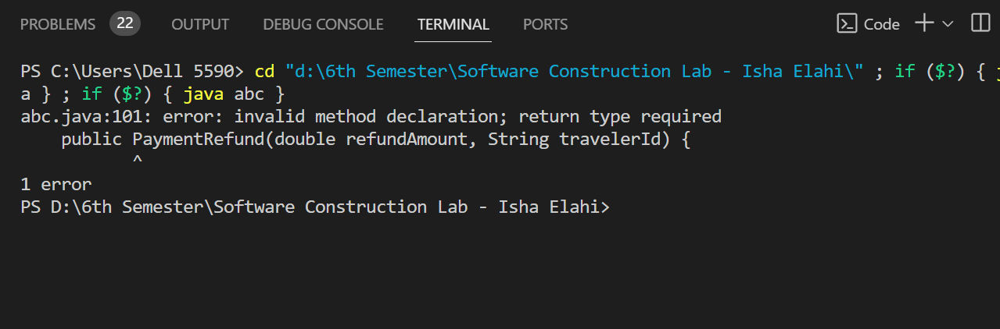 PROBLEMS 22 OUTPUT DEBUG CONSOLE TERMINAL PORTS Code
PS C:\Users\Dell 5590> cd "d:\6th Semester\Software Construction Lab - Isha Elahi\" ; if ($?) {
a } ; if ($?) { java abc }
abc.java:101: error: invalid method declaration; return type required
    public PaymentRefund(double refundAmount, String travelerId) {
           ^
1 error
PS D:\6th Semester\Software Construction Lab - Isha Elahi>